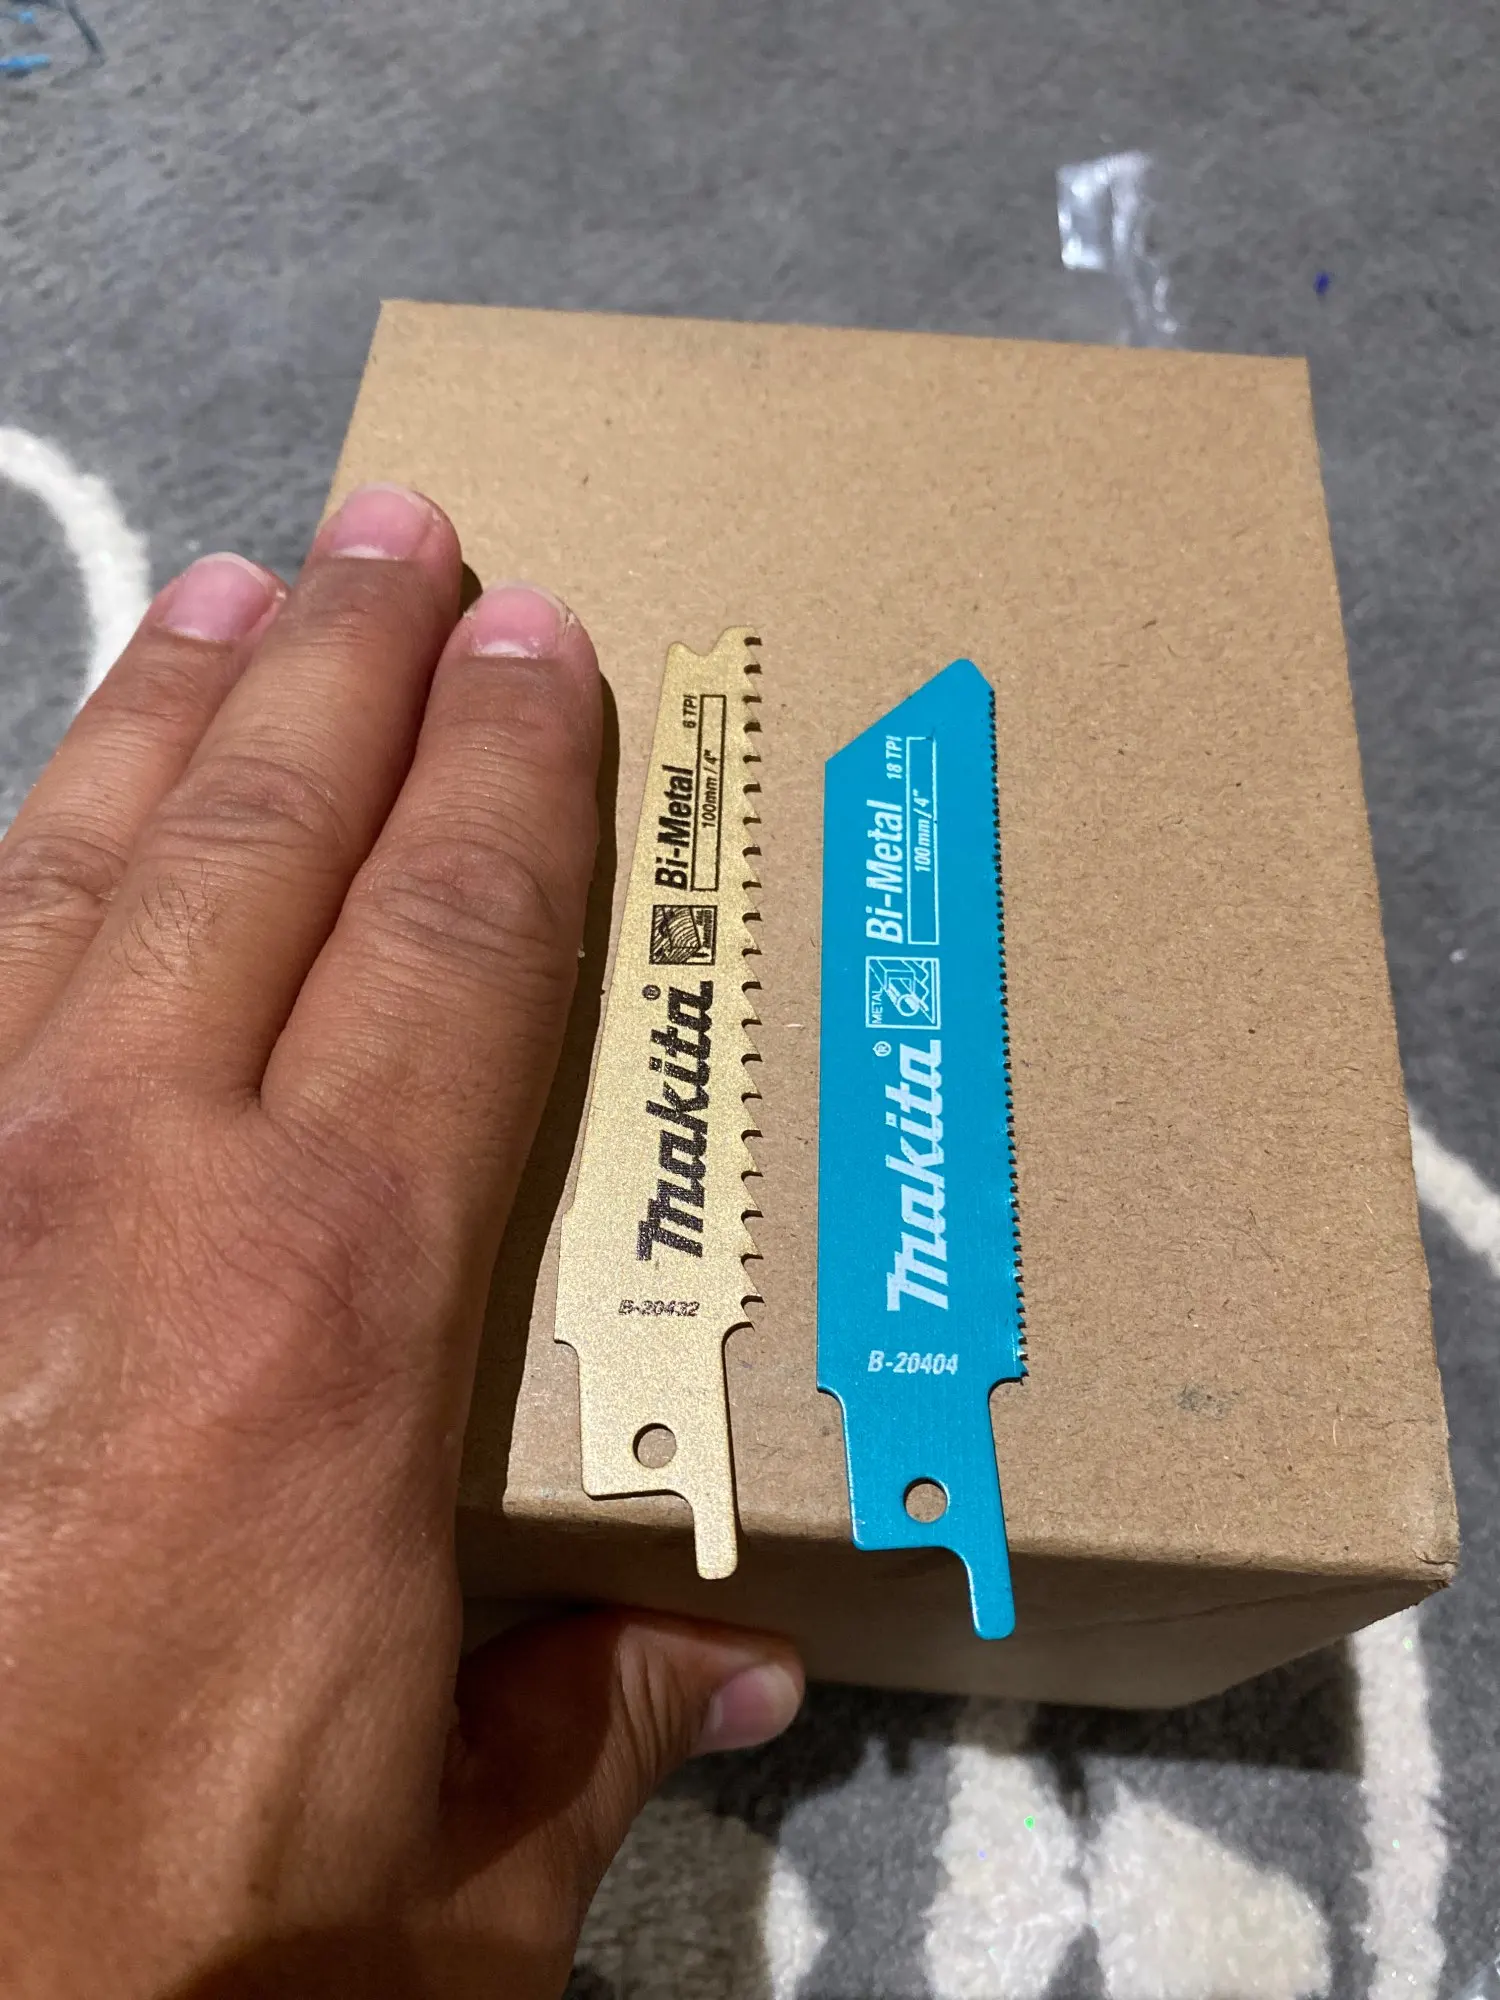 6 TPI
Bi-Metal
100mm / 4"
Makita®
B-20432
18 TPI
Bi-Metal
100mm / 4"
METAL
Makita®
B-20404